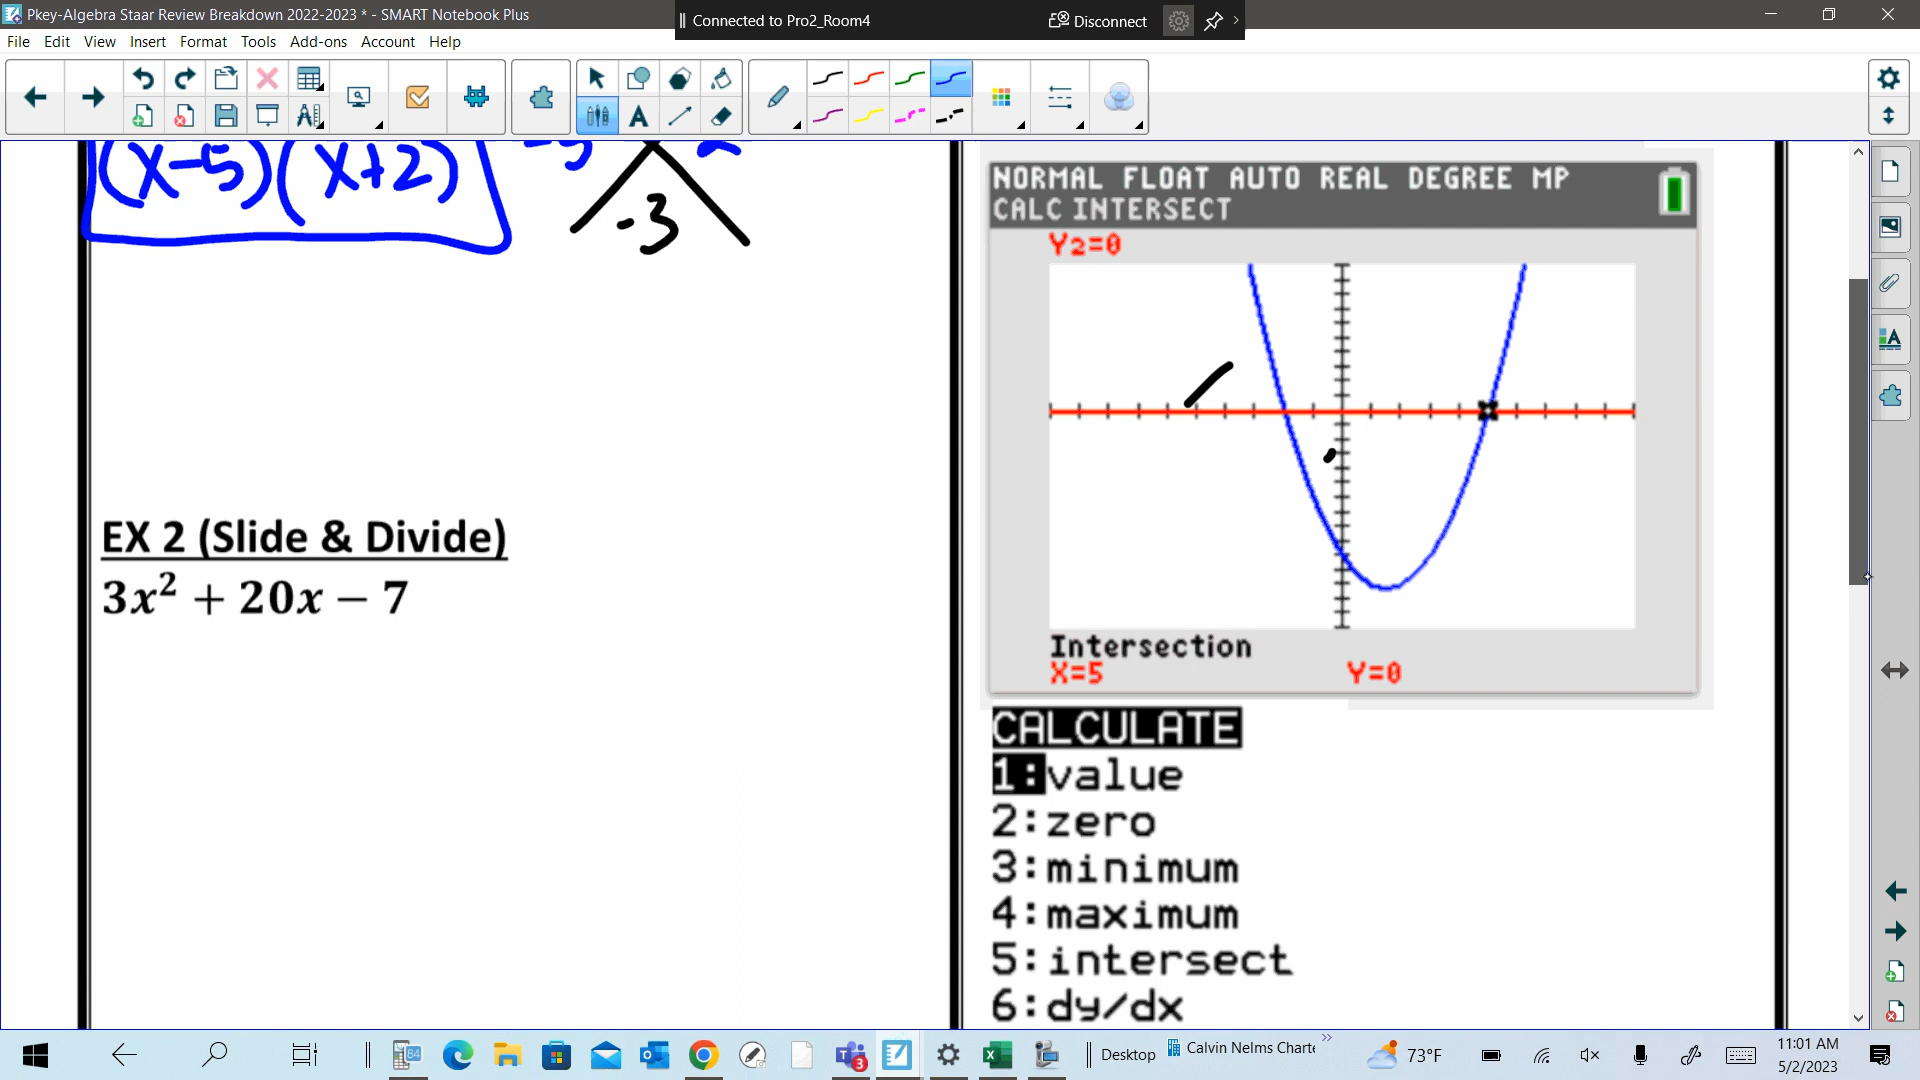 Pkey-Algebra Staar Review Breakdown 2022-2023 * - SMART Notebook Plus
Connected to Pro2_Room4
Disconnect
File Edit View Insert Format Tools Add-ons Account Help
(x-5)(x+2)
-3
NORMAL FLOAT AUTO REAL DEGREE MP
CALC INTERSECT
Y2=0
EX 2 (Slide & Divide)
3x² + 20x − 7
Intersection
X=5 Y=0
CALCULATE
1:value
2:zero
3:minimum
4:maximum
5:intersect
6:dy/dx
84
3
Desktop
Calvin Nelms Charte
73°F
11:01 AM
5/2/2023